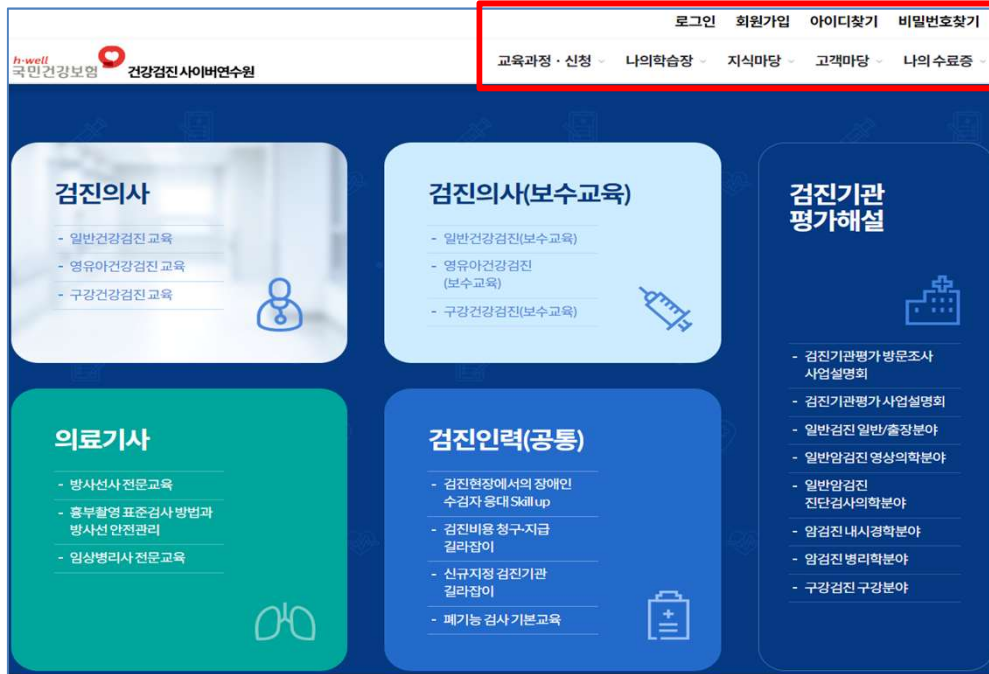 로그인 회원가입 아이디찾기 비밀번호찾기
h·well
국민건강보험 건강검진 사이버연수원
교육과정 · 신청 나의학습장 지식마당 고객마당 나의 수료증
검진의사
- 일반건강검진 교육
- 영유아건강검진 교육
- 구강건강검진 교육
검진의사(보수교육)
- 일반건강검진(보수교육)
- 영유아건강검진
(보수교육)
- 구강건강검진(보수교육)
검진기관
평가해설
- 검진기관평가 방문조사
사업설명회
- 검진기관평가 사업설명회
- 일반검진 일반/출장분야
- 일반암검진 영상의학분야
- 일반암검진
진단검사의학분야
- 암검진 내시경학분야
- 암검진 병리학분야
- 구강검진 구강분야
의료기사
- 방사선사 전문교육
- 흉부촬영 표준검사 방법과
방사선 안전관리
- 임상병리사 전문교육
검진인력(공통)
- 검진현장에서의 장애인
수검자 응대 Skill up
- 검진비용 청구·지급
길라잡이
- 신규지정 검진기관
길라잡이
- 폐기능 검사 기본교육